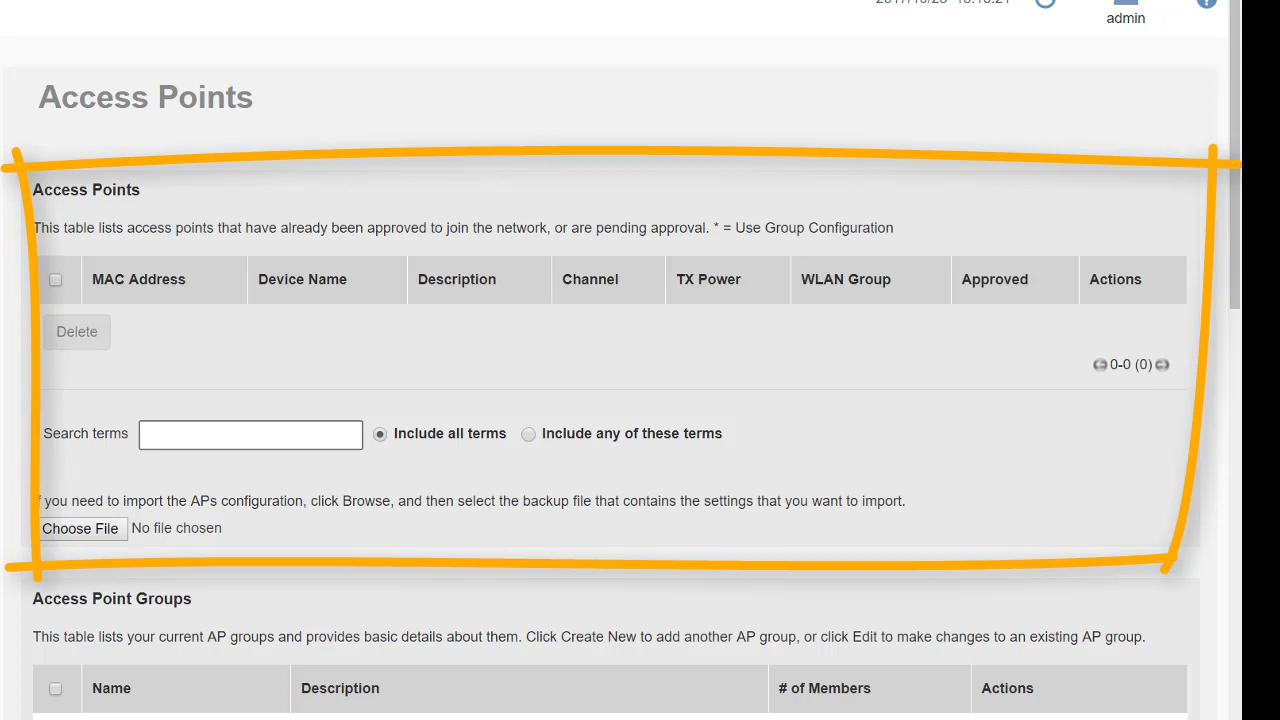 admin
Access Points
Access Points
This table lists access points that have already been approved to join the network, or are pending approval. * = Use Group Configuration
MAC Address Device Name Description Channel TX Power WLAN Group Approved Actions
Delete
0-0 (0)
Search terms Include all terms Include any of these terms
If you need to import the APs configuration, click Browse, and then select the backup file that contains the settings that you want to import.
Choose File No file chosen
Access Point Groups
This table lists your current AP groups and provides basic details about them. Click Create New to add another AP group, or click Edit to make changes to an existing AP group.
Name Description # of Members Actions